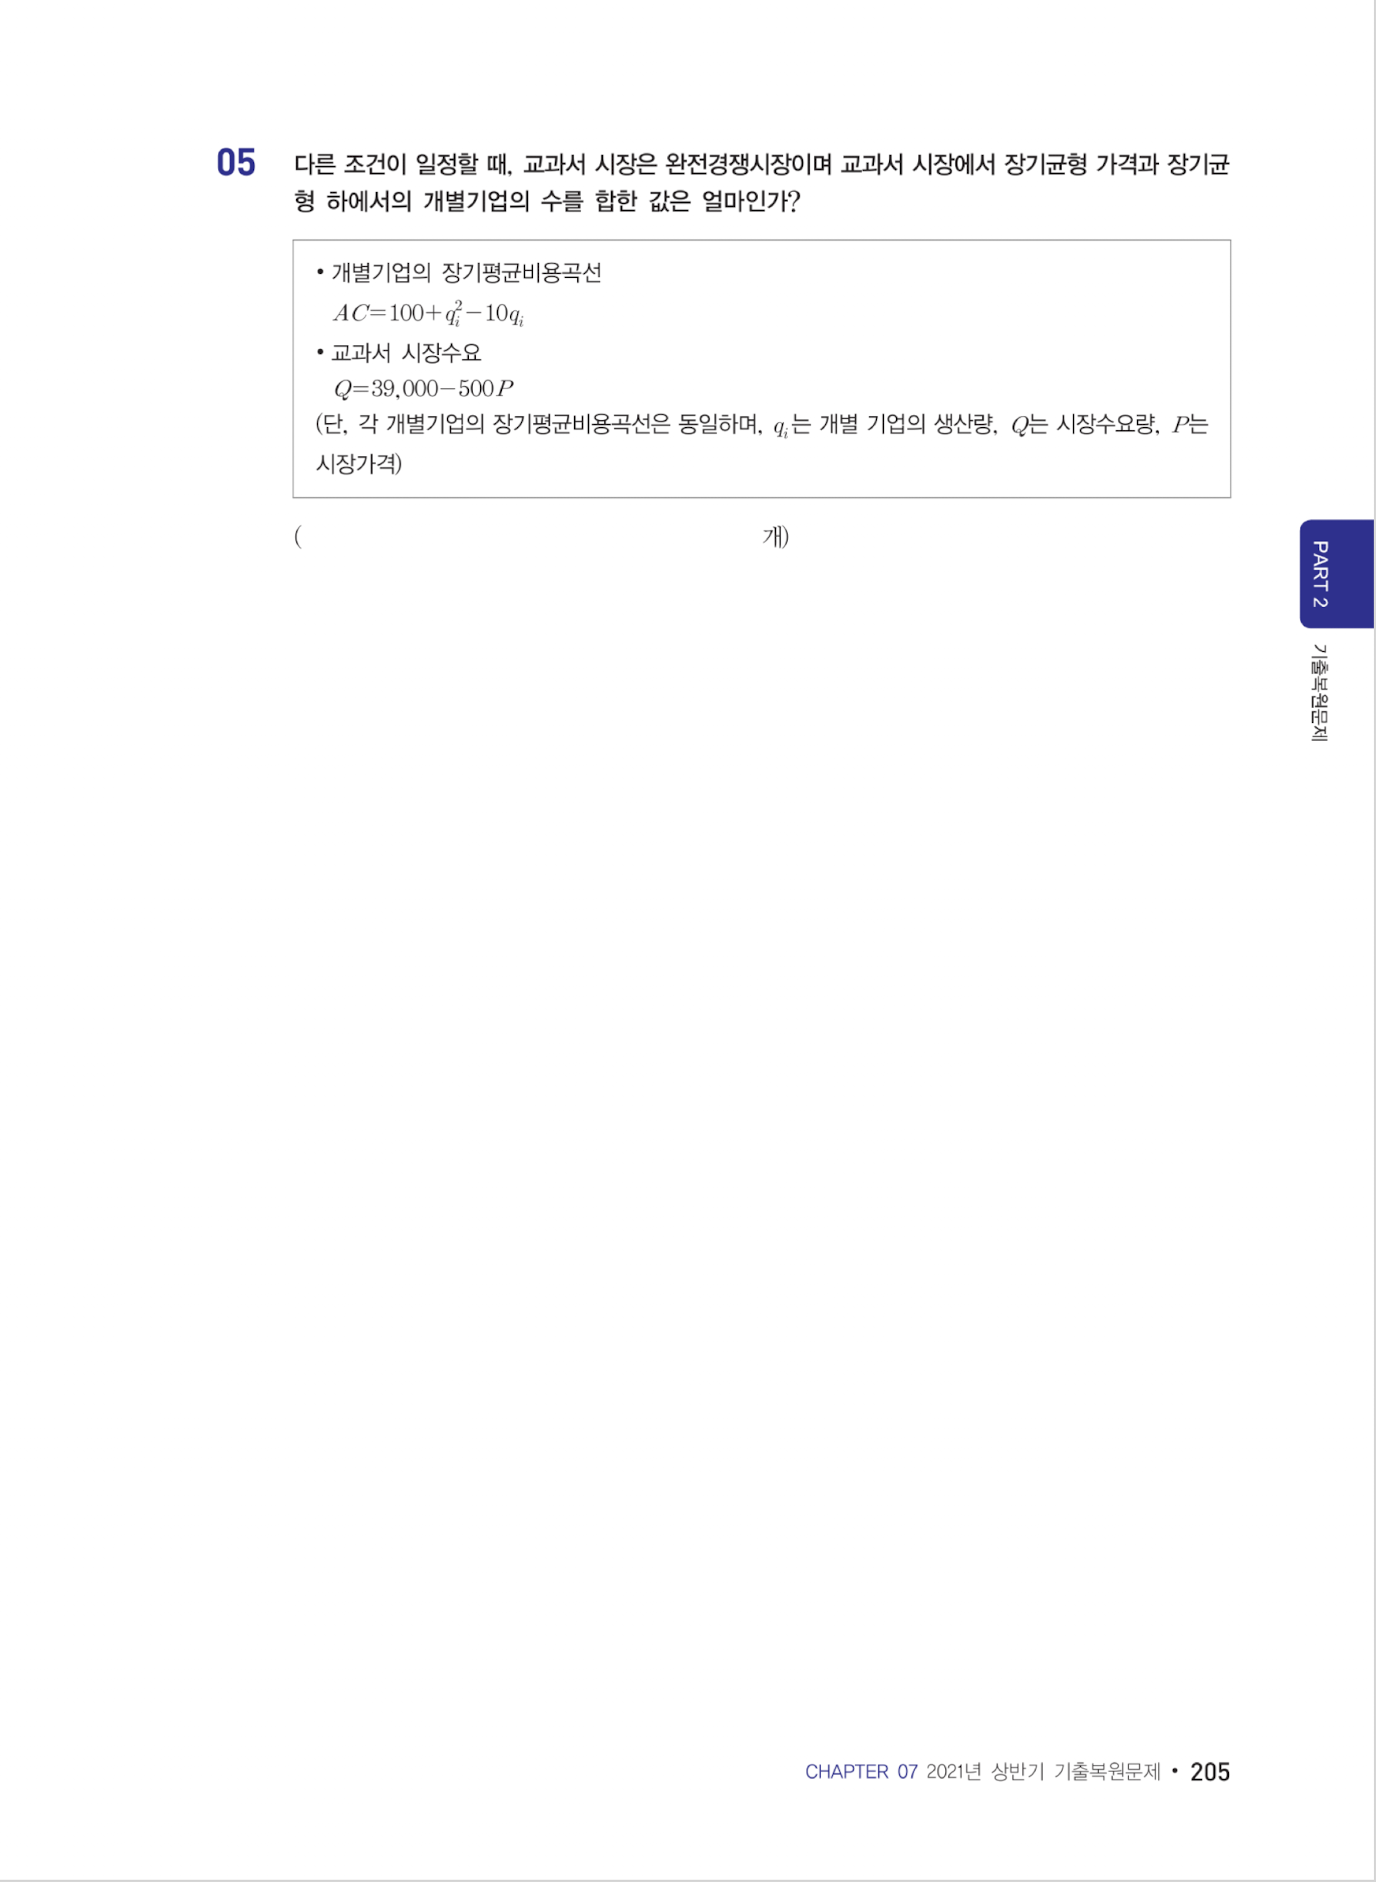 05 다른 조건이 일정할 때, 교과서 시장은 완전경쟁시장이며 교과서 시장에서 장기균형 가격과 장기균
형 하에서의 개별기업의 수를 합한 값은 얼마인가?
• 개별기업의 장기평균비용곡선
AC=100+q_i^2-10q_i
• 교과서 시장수요
Q=39,000-500P
(단, 각 개별기업의 장기평균비용곡선은 동일하며, q_i는 개별 기업의 생산량, Q는 시장수요량, P는
시장가격)
( 개)
PART 2
기출복원문제
CHAPTER 07 2021년 상반기 기출복원문제 • 205